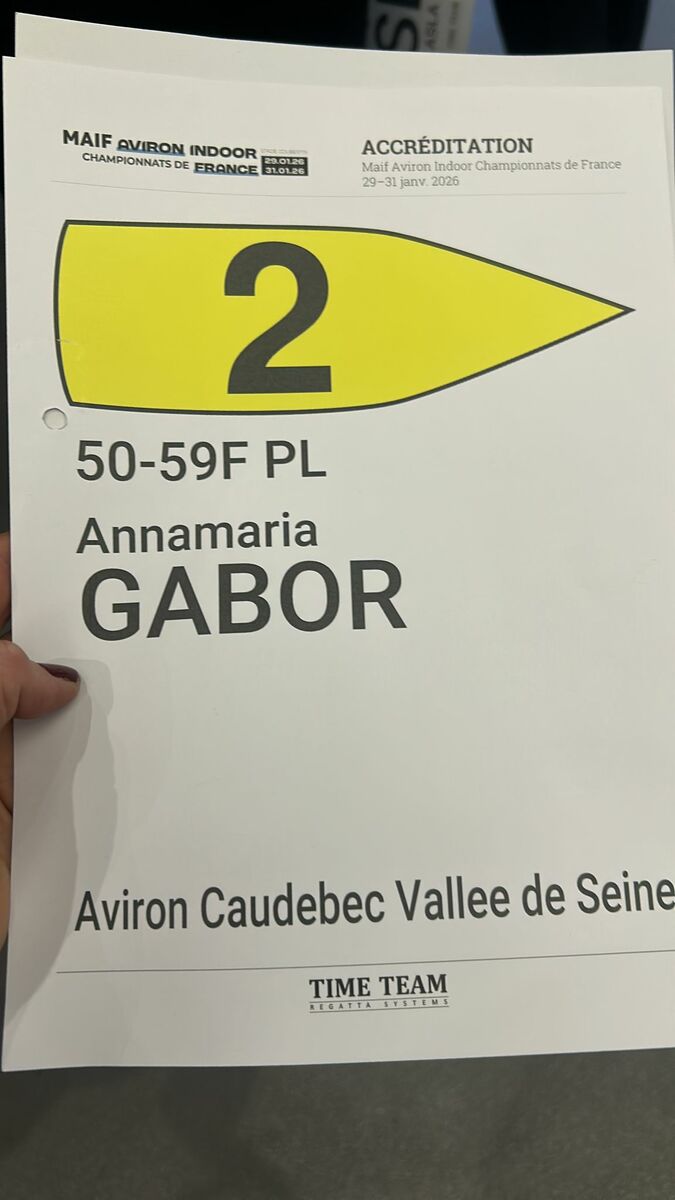 MAIF AVIRON INDOOR
CHAMPIONNATS DE FRANCE
29.01.26
31.01.26
ACCRÉDITATION
Maif Aviron Indoor Championnats de France
29–31 janv. 2026
2
50-59F PL
Annamaria
GABOR
Aviron Caudebec Vallee de Seine
TIME TEAM
REGATTA SYSTEMS